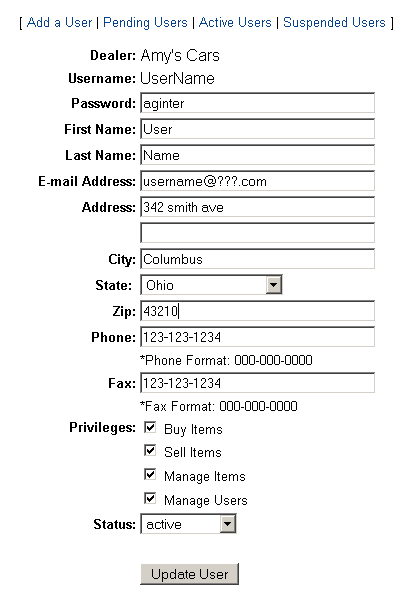 [ Add a User | Pending Users | Active Users | Suspended Users ]
Dealer: Amy's Cars
Username: UserName
Password: aginter
First Name: User
Last Name: Name
E-mail Address: username@???.com
Address: 342 smith ave
City: Columbus
State: Ohio
Zip: 43210
Phone: 123-123-1234
*Phone Format: 000-000-0000
Fax: 123-123-1234
*Fax Format: 000-000-0000
Privileges: Buy Items
Sell Items
Manage Items
Manage Users
Status: active
Update User